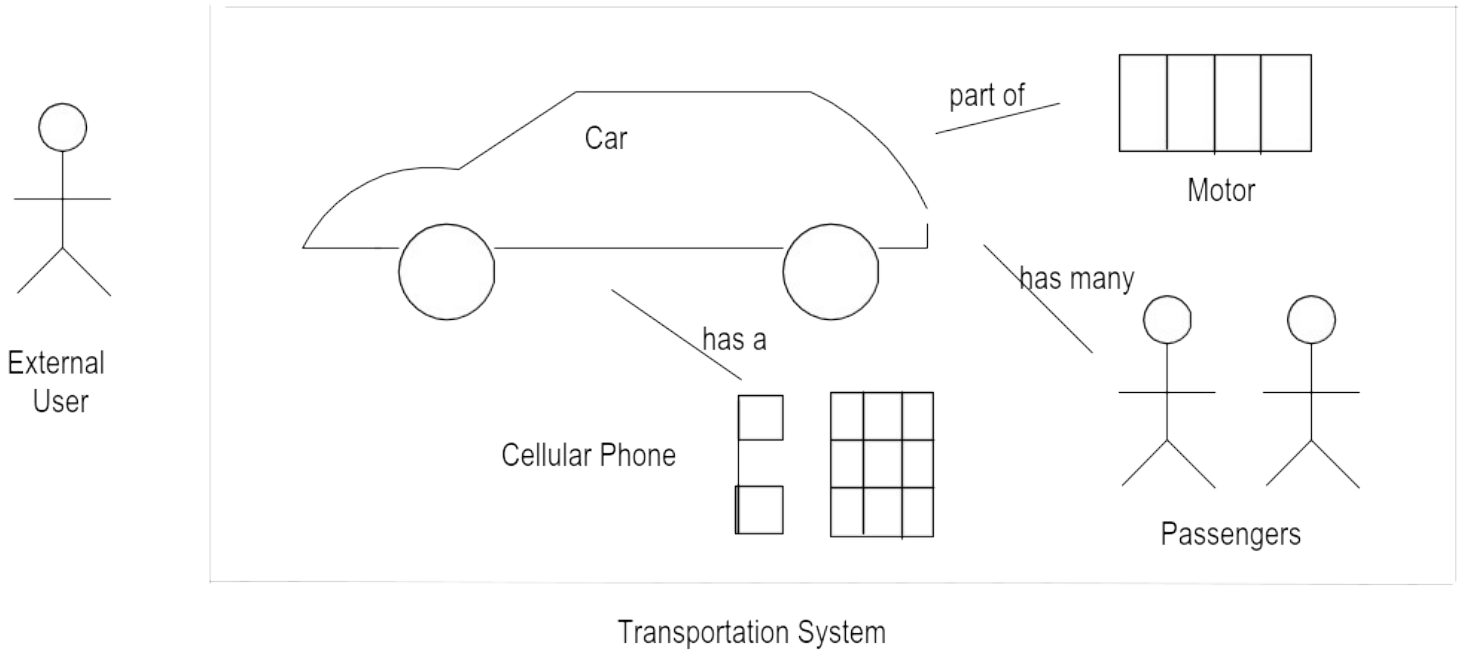 part of
Car
Motor
has many
has a
External
User
Cellular Phone
Passengers
Transportation System